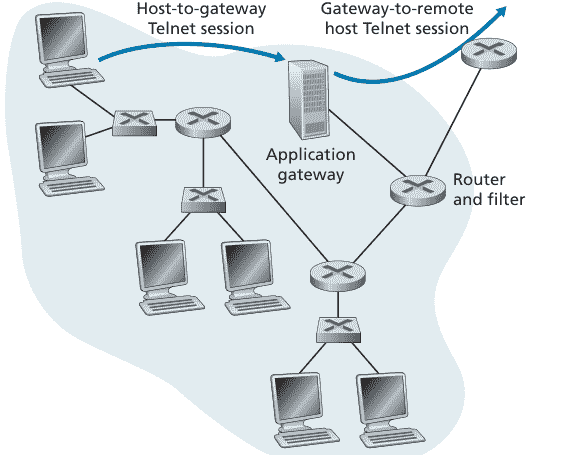 Host-to-gateway
Telnet session
Gateway-to-remote
host Telnet session
Application
gateway
Router
and filter